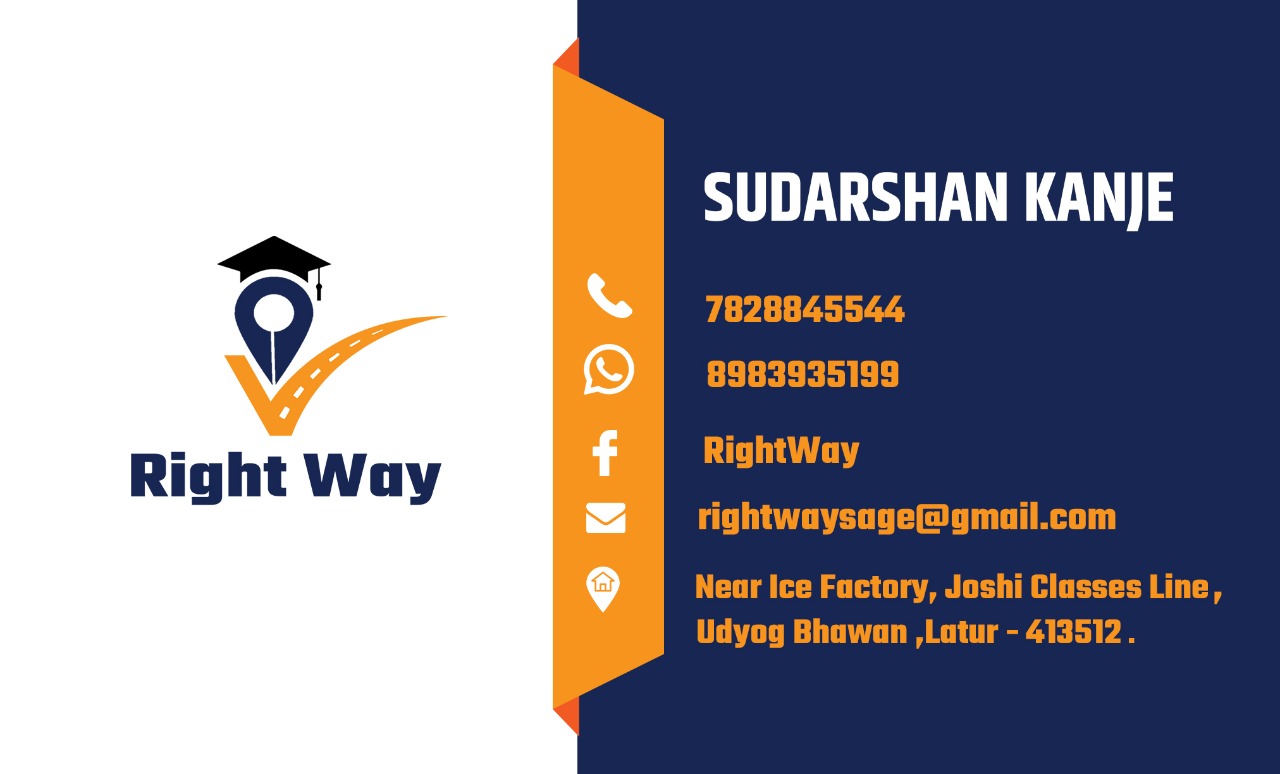 Right Way
SUDARSHAN KANJE
7828845544
8983935199
RightWay
rightwaysage@gmail.com
Near Ice Factory, Joshi Classes Line ,
Udyog Bhawan ,Latur - 413512 .